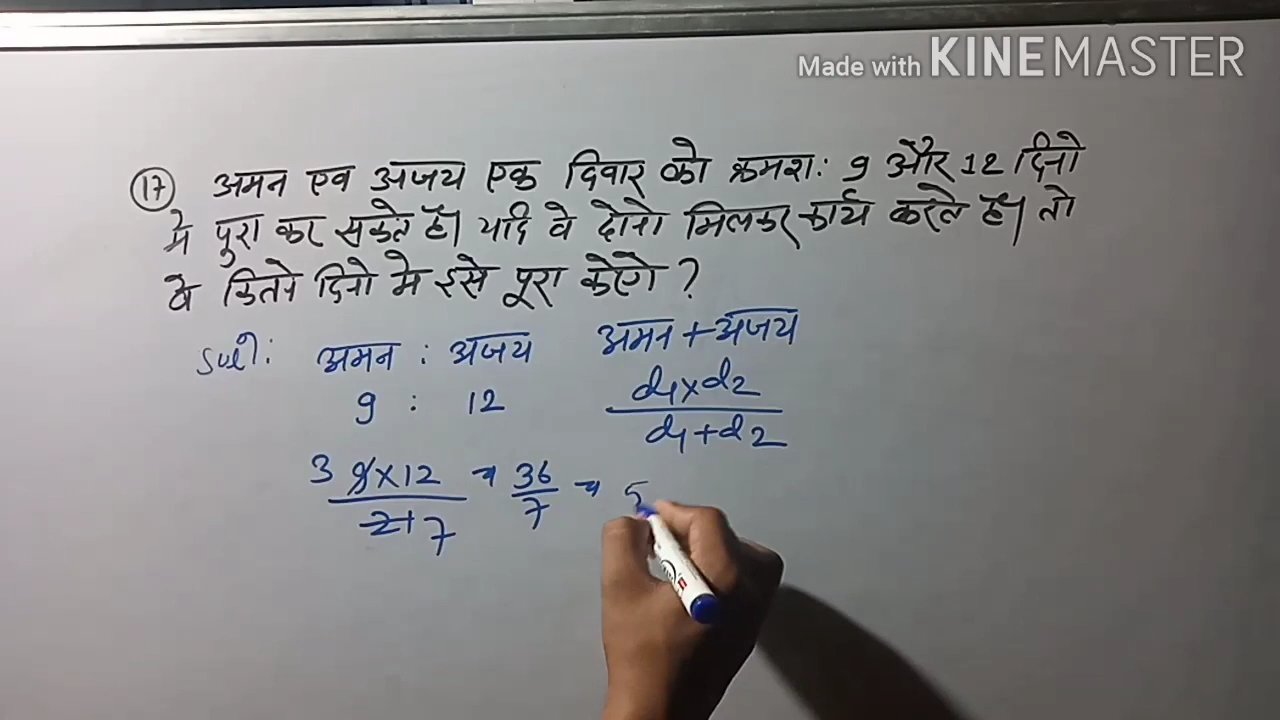 Made with KINEMASTER
(17) अमन एव अजय एक दिवार को क्रमश: 9 और 12 दिनो
मे पुरा कर सकते है। यदि वे दोनो मिलकर कार्य करते है। तो
वे कितने दिनो मे इसे पूरा करेगे ?
Sol: अमन : अजय अमन + अजय
9 : 12 d1×d2 / d1+d2
3 9×12 / 21 7 → 36/7 → 5